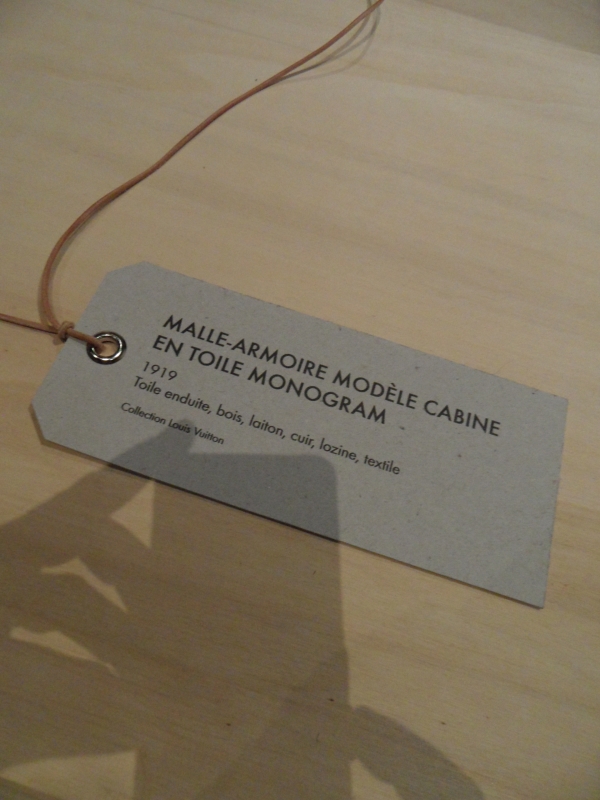 MALLE-ARMOIRE MODÈLE CABINE
EN TOILE MONOGRAM
1919
Toile enduite, bois, laiton, cuir, lozine, textile
Collection Louis Vuitton